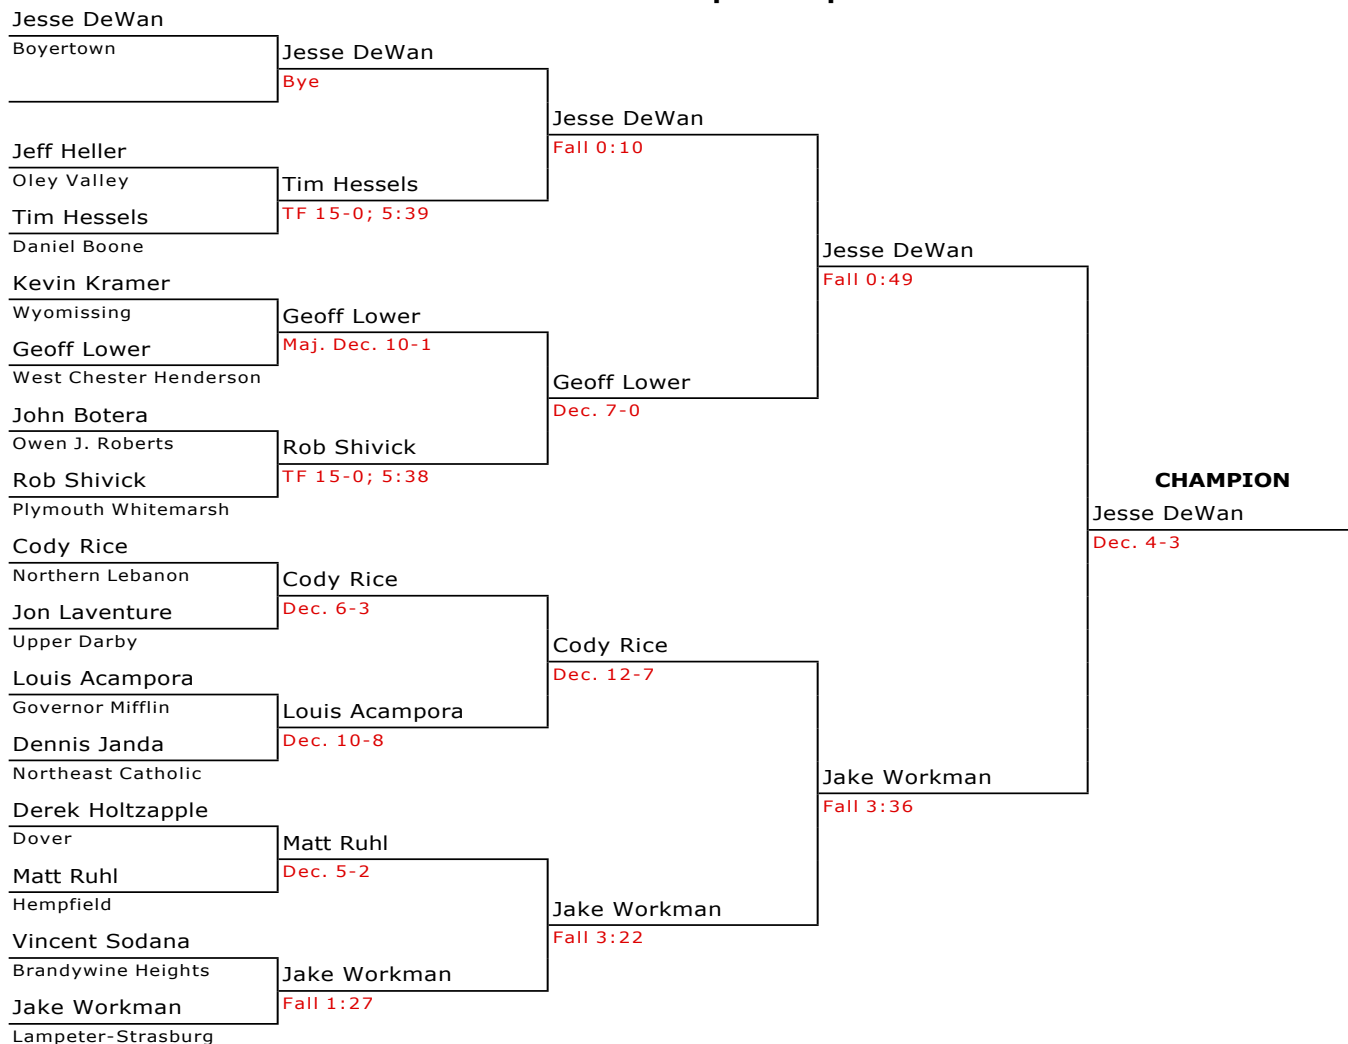 Jesse DeWan
Boyertown
Jesse DeWan
Bye
Jesse DeWan
Fall 0:10
Jeff Heller
Oley Valley
Tim Hessels
TF 15-0; 5:39
Tim Hessels
Daniel Boone
Jesse DeWan
Fall 0:49
Kevin Kramer
Wyomissing
Geoff Lower
Maj. Dec. 10-1
Geoff Lower
West Chester Henderson
Geoff Lower
Dec. 7-0
John Botera
Owen J. Roberts
Rob Shivick
TF 15-0; 5:38
Rob Shivick
Plymouth Whitemarsh
CHAMPION
Jesse DeWan
Dec. 4-3
Cody Rice
Northern Lebanon
Cody Rice
Dec. 6-3
Jon Laventure
Upper Darby
Cody Rice
Dec. 12-7
Louis Acampora
Governor Mifflin
Louis Acampora
Dec. 10-8
Dennis Janda
Northeast Catholic
Jake Workman
Fall 3:36
Derek Holtzapple
Dover
Matt Ruhl
Dec. 5-2
Matt Ruhl
Hempfield
Jake Workman
Fall 3:22
Vincent Sodana
Brandywine Heights
Jake Workman
Fall 1:27
Jake Workman
Lampeter-Strasburg